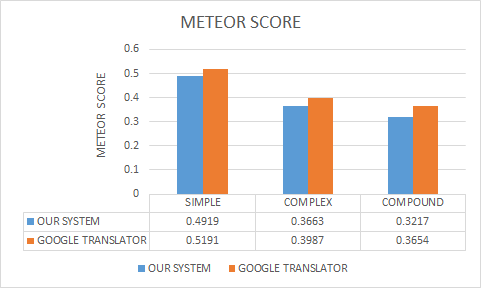 METEOR SCORE
METEOR SCORE
0.6
0.5
0.4
0.3
0.2
0.1
0
SIMPLE COMPLEX COMPOUND
OUR SYSTEM 0.4919 0.3663 0.3217
GOOGLE TRANSLATOR 0.5191 0.3987 0.3654
OUR SYSTEM GOOGLE TRANSLATOR